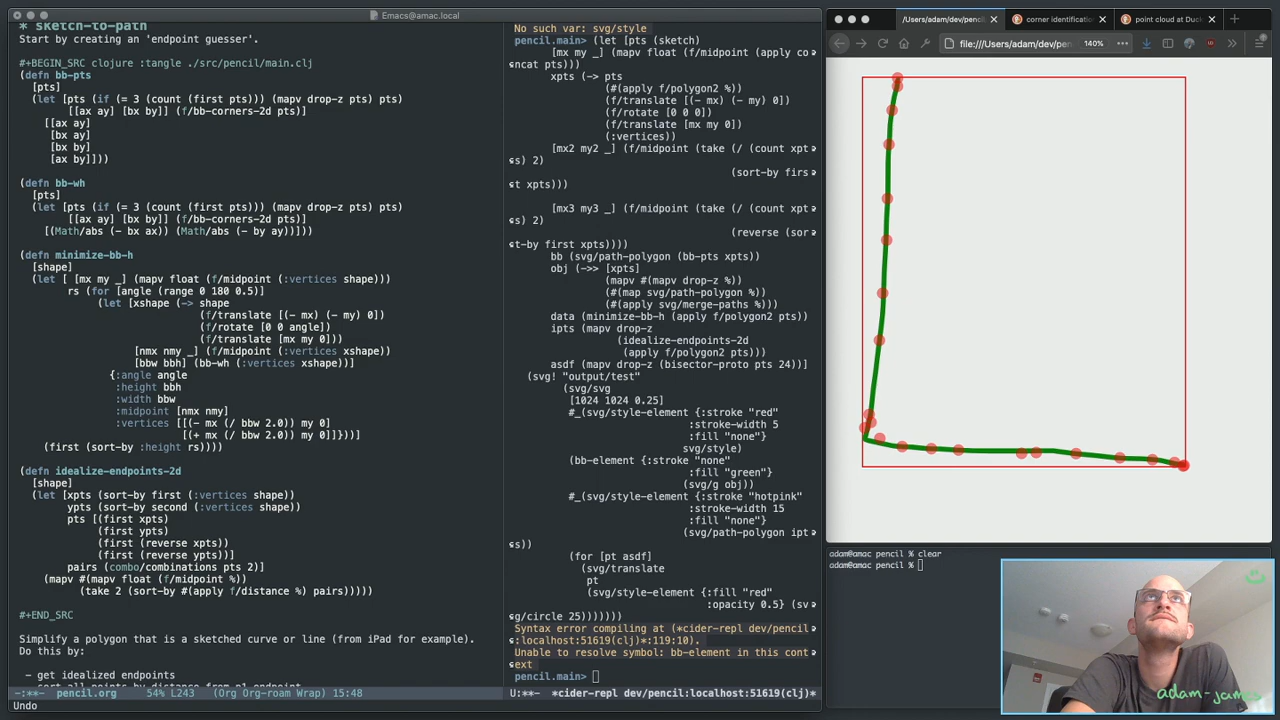 Emacs@amac.local
* sketch-to-path
Start by creating an 'endpoint guesser'.
#+BEGIN_SRC clojure :tangle ./src/pencil/main.clj
(defn bb-pts
[pts]
(let [pts (if (= 3 (count (first pts))) (mapv drop-z pts) pts)
[[ax ay] [bx by]] (f/bb-corners-2d pts)]
[[ax ay]
[bx ay]
[bx by]
[ax by]]))
(defn bb-wh
[pts]
(let [pts (if (= 3 (count (first pts))) (mapv drop-z pts) pts)
[[ax ay] [bx by]] (f/bb-corners-2d pts)]
[(Math/abs (- bx ax)) (Math/abs (- by ay))]))
(defn minimize-bb-h
[shape]
(let [ [mx my _] (mapv float (f/midpoint (:vertices shape)))
rs (for [angle (range 0 180 0.5)]
(let [xshape (-> shape
(f/translate [(- mx) (- my) 0])
(f/rotate [0 0 angle])
(f/translate [mx my 0]))
[nmx nmy _] (f/midpoint (:vertices xshape))
[bbw bbh] (bb-wh (:vertices xshape))]
{:angle angle
:height bbh
:width bbw
:midpoint [nmx nmy]
:vertices [[(- mx (/ bbw 2.0)) my 0]
[(+ mx (/ bbw 2.0)) my 0]]}))]
(first (sort-by :height rs))))
(defn idealize-endpoints-2d
[shape]
(let [xpts (sort-by first (:vertices shape))
ypts (sort-by second (:vertices shape))
pts [(first xpts)
(first ypts)
(first (reverse xpts))
(first (reverse ypts))]
pairs (combo/combinations pts 2)]
(mapv #(mapv float (f/midpoint %))
(take 2 (sort-by #(apply f/distance %) pairs)))))
#+END_SRC
Simplify a polygon that is a sketched curve or line (from iPad for example).
Do this by:
- get idealized endpoints
-:**- pencil.org 54% L243 (Org Org-roam Wrap) 15:48
Undo
No such var: svg/style
pencil.main> (let [pts (sketch)
[mx my _] (mapv float (f/midpoint (apply co
ncat pts)))
xpts (-> pts
(#(apply f/polygon2 %))
(f/translate [(- mx) (- my) 0])
(f/rotate [0 0 0])
(f/translate [mx my 0])
(:vertices))
[mx2 my2 _] (f/midpoint (take (/ (count xpt
s) 2)
(sort-by firs
t xpts)))
[mx3 my3 _] (f/midpoint (take (/ (count xpt
s) 2)
(reverse (sor
t-by first xpts))))
bb (svg/path-polygon (bb-pts xpts))
obj (->> [xpts]
(mapv #(mapv drop-z %))
(#(map svg/path-polygon %))
(#(apply svg/merge-paths %)))
data (minimize-bb-h (apply f/polygon2 pts))
ipts (mapv drop-z
(idealize-endpoints-2d
(apply f/polygon2 pts)))
asdf (mapv drop-z (bisector-proto pts 24))]
(svg! "output/test"
(svg/svg
[1024 1024 0.25]
#_(svg/style-element {:stroke "red"
:stroke-width 5
:fill "none"}
svg/style)
(bb-element {:stroke "none"
:fill "green"}
(svg/g obj))
#_(svg/style-element {:stroke "hotpink"
:stroke-width 15
:fill "none"}
(svg/path-polygon ipt
s))
(for [pt asdf]
(svg/translate
pt
(svg/style-element {:fill "red"
:opacity 0.5} (sv
g/circle 25)))))))
Syntax error compiling at (*cider-repl dev/pencil
:localhost:51619(clj)*:119:10).
Unable to resolve symbol: bb-element in this cont
ext
pencil.main>
U:**- *cider-repl dev/pencil:localhost:51619(clj)*
/Users/adam/dev/penci
corner identification
point cloud at Duck
file:///Users/adam/dev/penc
140%
adam@amac pencil % clear
adam@amac pencil %
adam-james